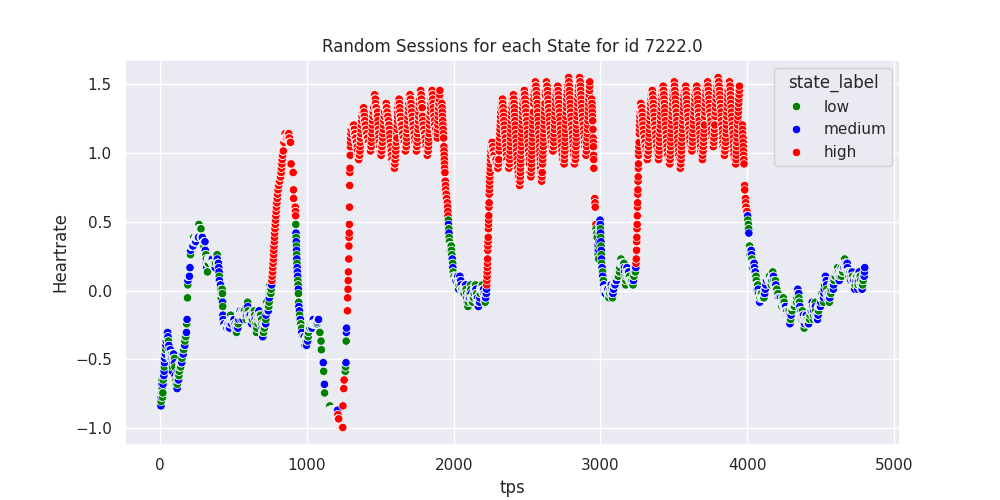 Random Sessions for each State for id 7222.0
state_label
low
medium
high
Heartrate
1.5
1.0
0.5
0.0
−0.5
−1.0
0 1000 2000 3000 4000 5000
tps